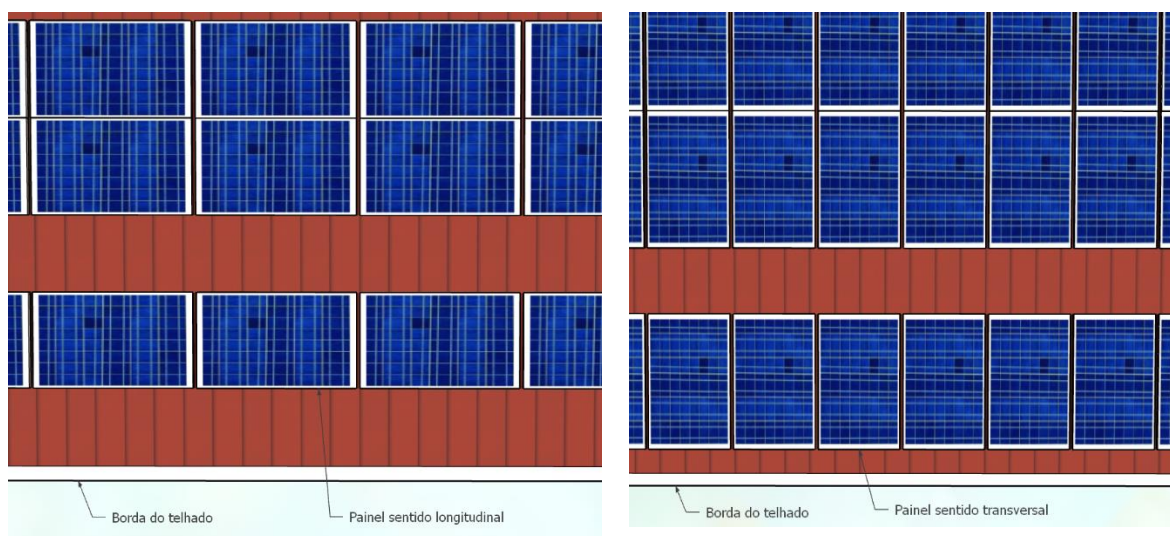 Borda do telhado
Painel sentido longitudinal
Borda do telhado
Painel sentido transversal